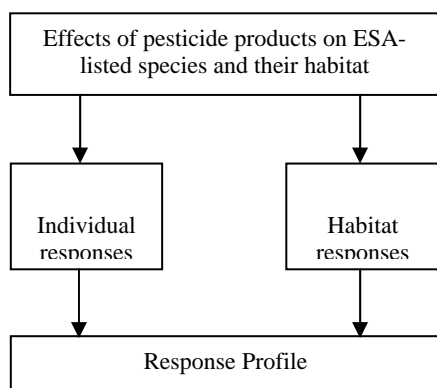 Effects of pesticide products on ESA-
listed species and their habitat
Individual
responses
Habitat
responses
Response Profile